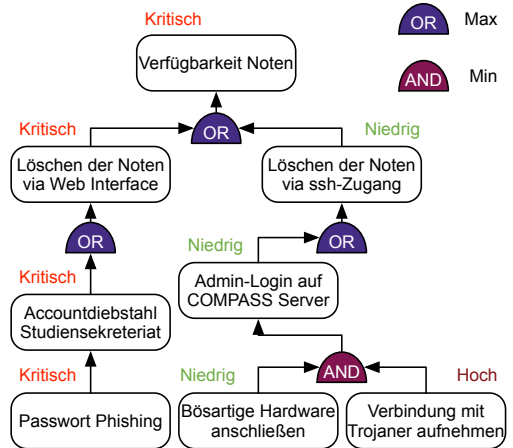 Kritisch
OR
Max
Verfügbarkeit Noten
AND
Min
OR
Kritisch
Niedrig
Löschen der Noten
via Web Interface
Löschen der Noten
via ssh-Zugang
OR
OR
Kritisch
Niedrig
Accountdiebstahl
Studiensekreteriat
Admin-Login auf
COMPASS Server
Kritisch
Niedrig
AND
Hoch
Passwort Phishing
Bösartige Hardware
anschließen
Verbindung mit
Trojaner aufnehmen